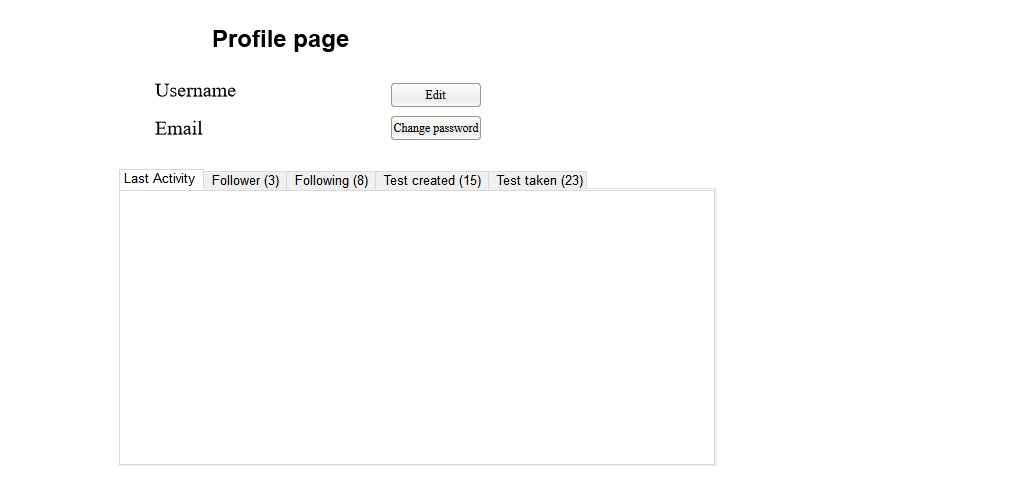 Profile page
Username
Edit
Email
Change password
Last Activity Follower (3) Following (8) Test created (15) Test taken (23)